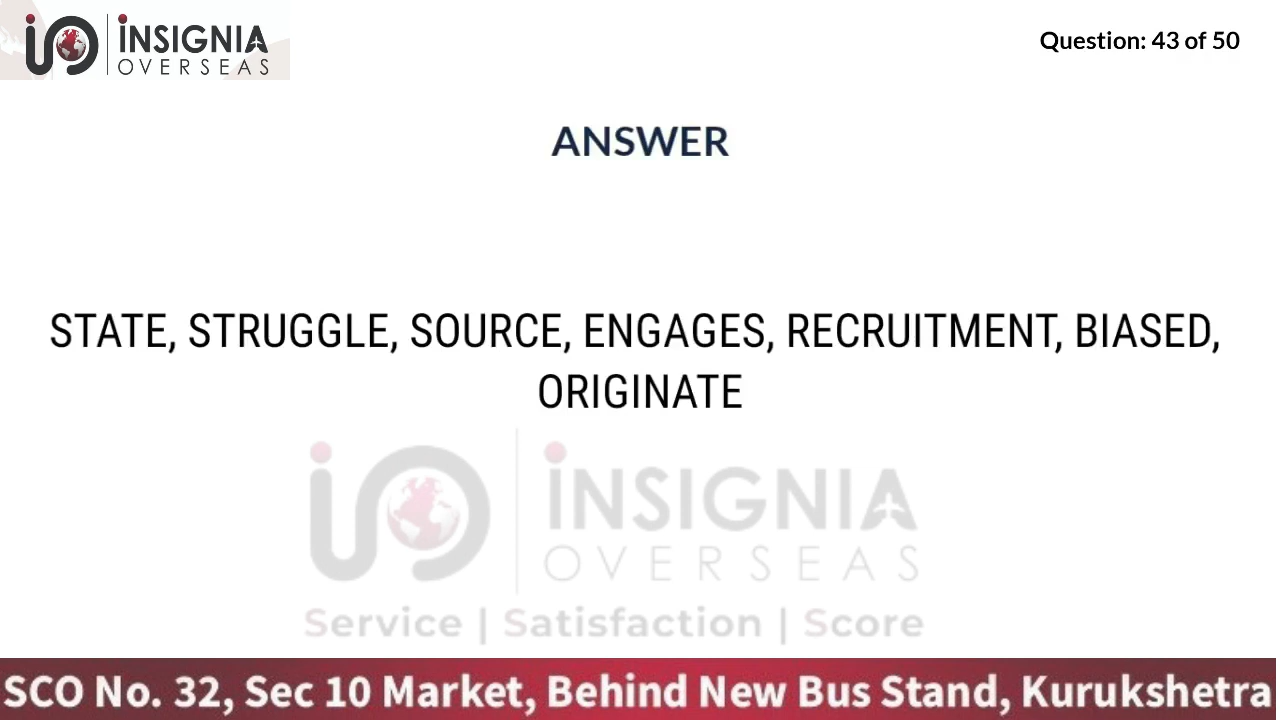 INSIGNIA
OVERSEAS
Question: 43 of 50
ANSWER
STATE, STRUGGLE, SOURCE, ENGAGES, RECRUITMENT, BIASED,
ORIGINATE
INSIGNIA
OVERSEAS
Service | Satisfaction | Score
SCO No. 32, Sec 10 Market, Behind New Bus Stand, Kurukshetra